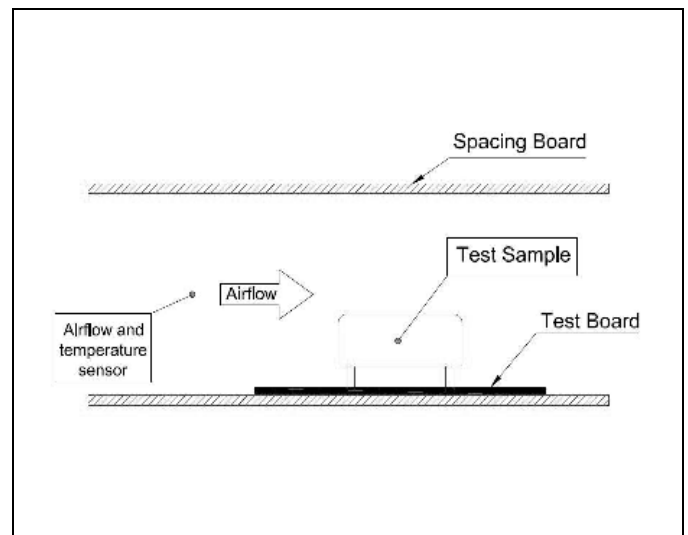 Spacing Board
Test Sample
Airflow
Test Board
Airflow and
temperature
sensor